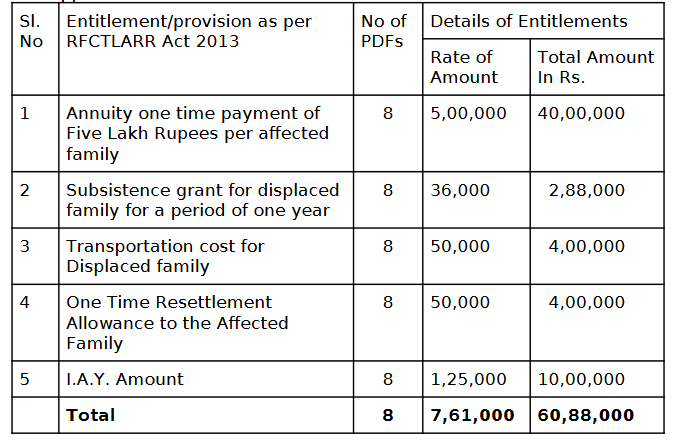 Sl. No Entitlement/provision as per RFCTLARR Act 2013 No of PDFs Details of Entitlements
Rate of Amount Total Amount In Rs.
1 Annuity one time payment of Five Lakh Rupees per affected family 8 5,00,000 40,00,000
2 Subsistence grant for displaced family for a period of one year 8 36,000 2,88,000
3 Transportation cost for Displaced family 8 50,000 4,00,000
4 One Time Resettlement Allowance to the Affected Family 8 50,000 4,00,000
5 I.A.Y. Amount 8 1,25,000 10,00,000
Total 8 7,61,000 60,88,000